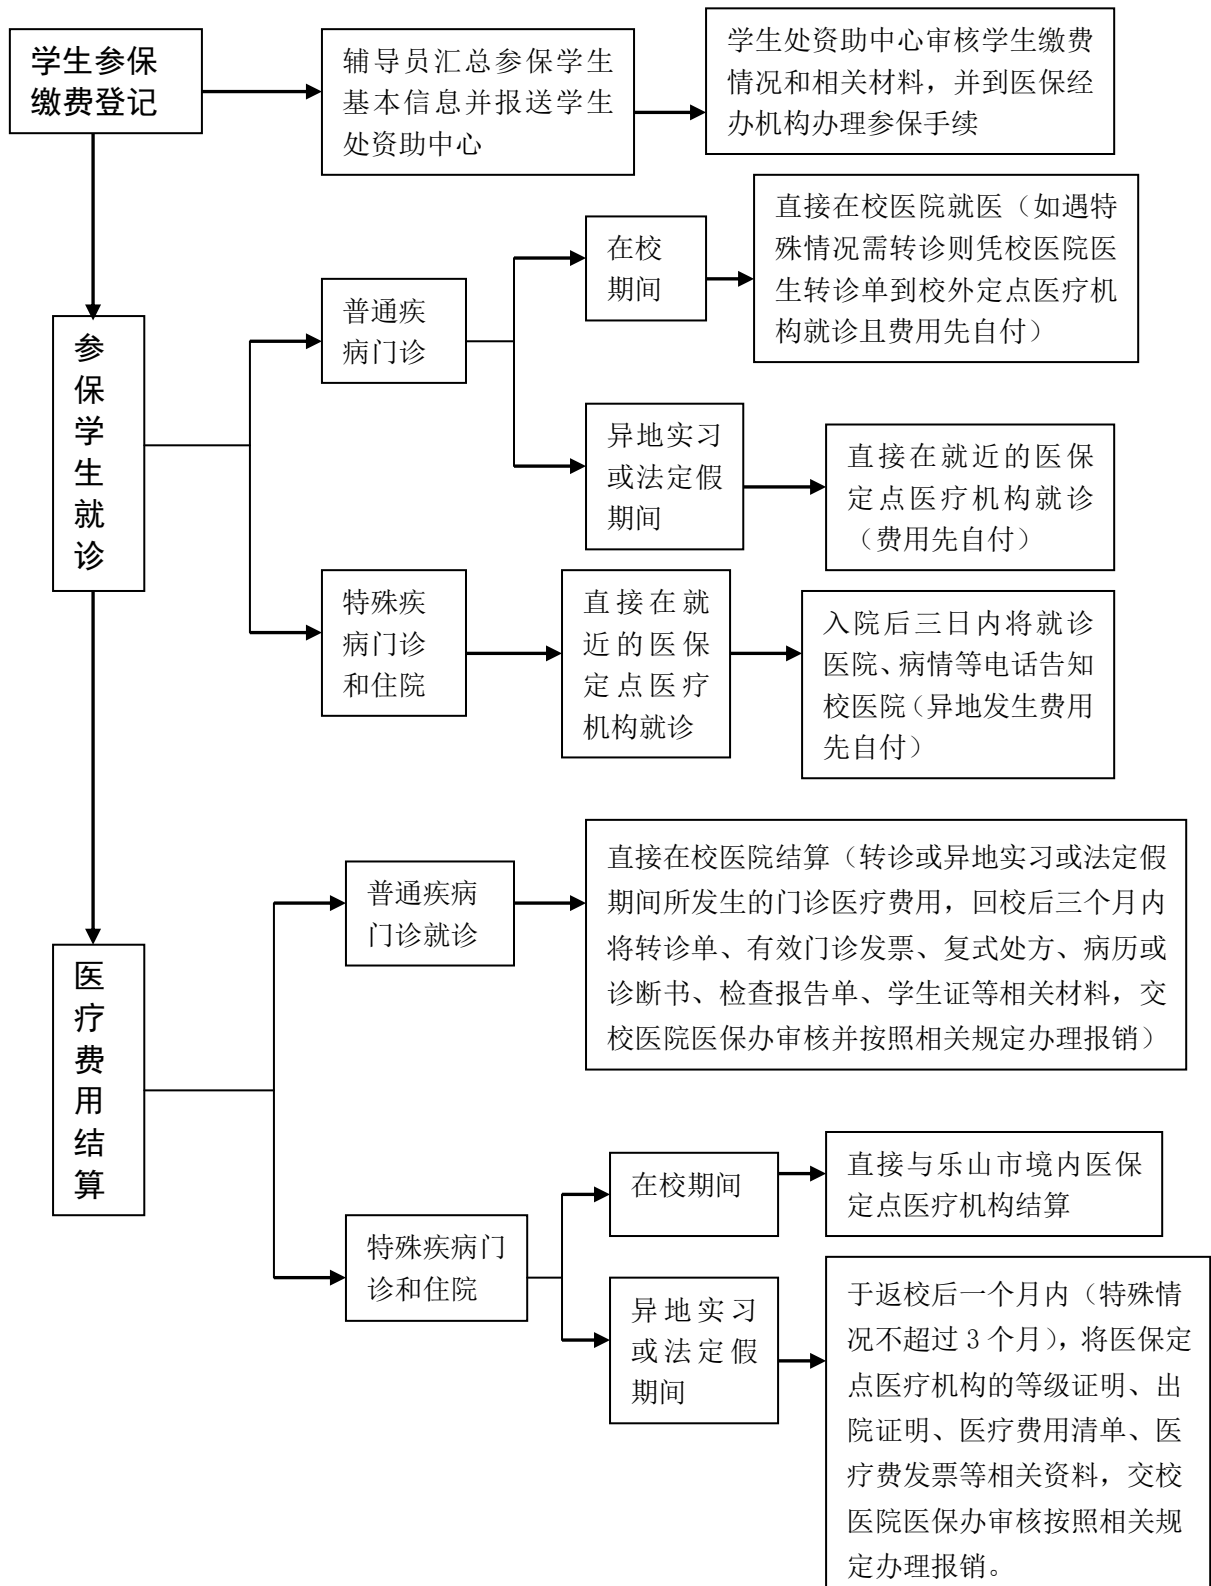 学生参保
缴费登记
辅导员汇总参保学生
基本信息并报送学生
处资助中心
学生处资助中心审核学生缴费
情况和相关材料，并到医保经
办机构办理参保手续
参
保
学
生
就
诊
普通疾
病门诊
在校
期间
直接在校医院就医（如遇特
殊情况需转诊则凭校医院医
生转诊单到校外定点医疗机
构就诊且费用先自付）
异地实习
或法定假
期间
直接在就近的医保
定点医疗机构就诊
（费用先自付）
特殊疾
病门诊
和住院
直接在就
近的医保
定点医疗
机构就诊
入院后三日内将就诊
医院、病情等电话告知
校医院（异地发生费用
先自付）
医
疗
费
用
结
算
普通疾病
门诊就诊
直接在校医院结算（转诊或异地实习或法定假
期间所发生的门诊医疗费用，回校后三个月内
将转诊单、有效门诊发票、复式处方、病历或
诊断书、检查报告单、学生证等相关材料，交
校医院医保办审核并按照相关规定办理报销）
特殊疾病门
诊和住院
在校期间
直接与乐山市境内医保
定点医疗机构结算
异地实习
或法定假
期间
于返校后一个月内（特殊情
况不超过 3 个月），将医保定
点医疗机构的等级证明、出
院证明、医疗费用清单、医
疗费发票等相关资料，交校
医院医保办审核按照相关规
定办理报销。